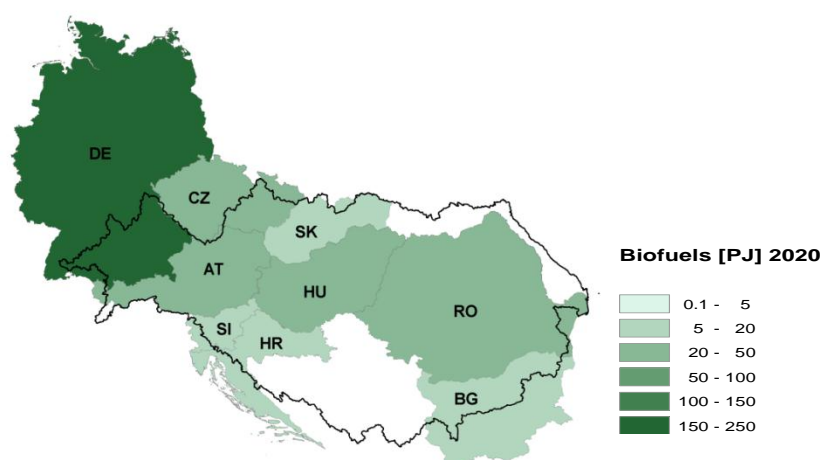 DE
CZ
SK
AT
HU
RO
SI
HR
BG
Biofuels [PJ] 2020
0.1 - 5
5 - 20
20 - 50
50 - 100
100 - 150
150 - 250